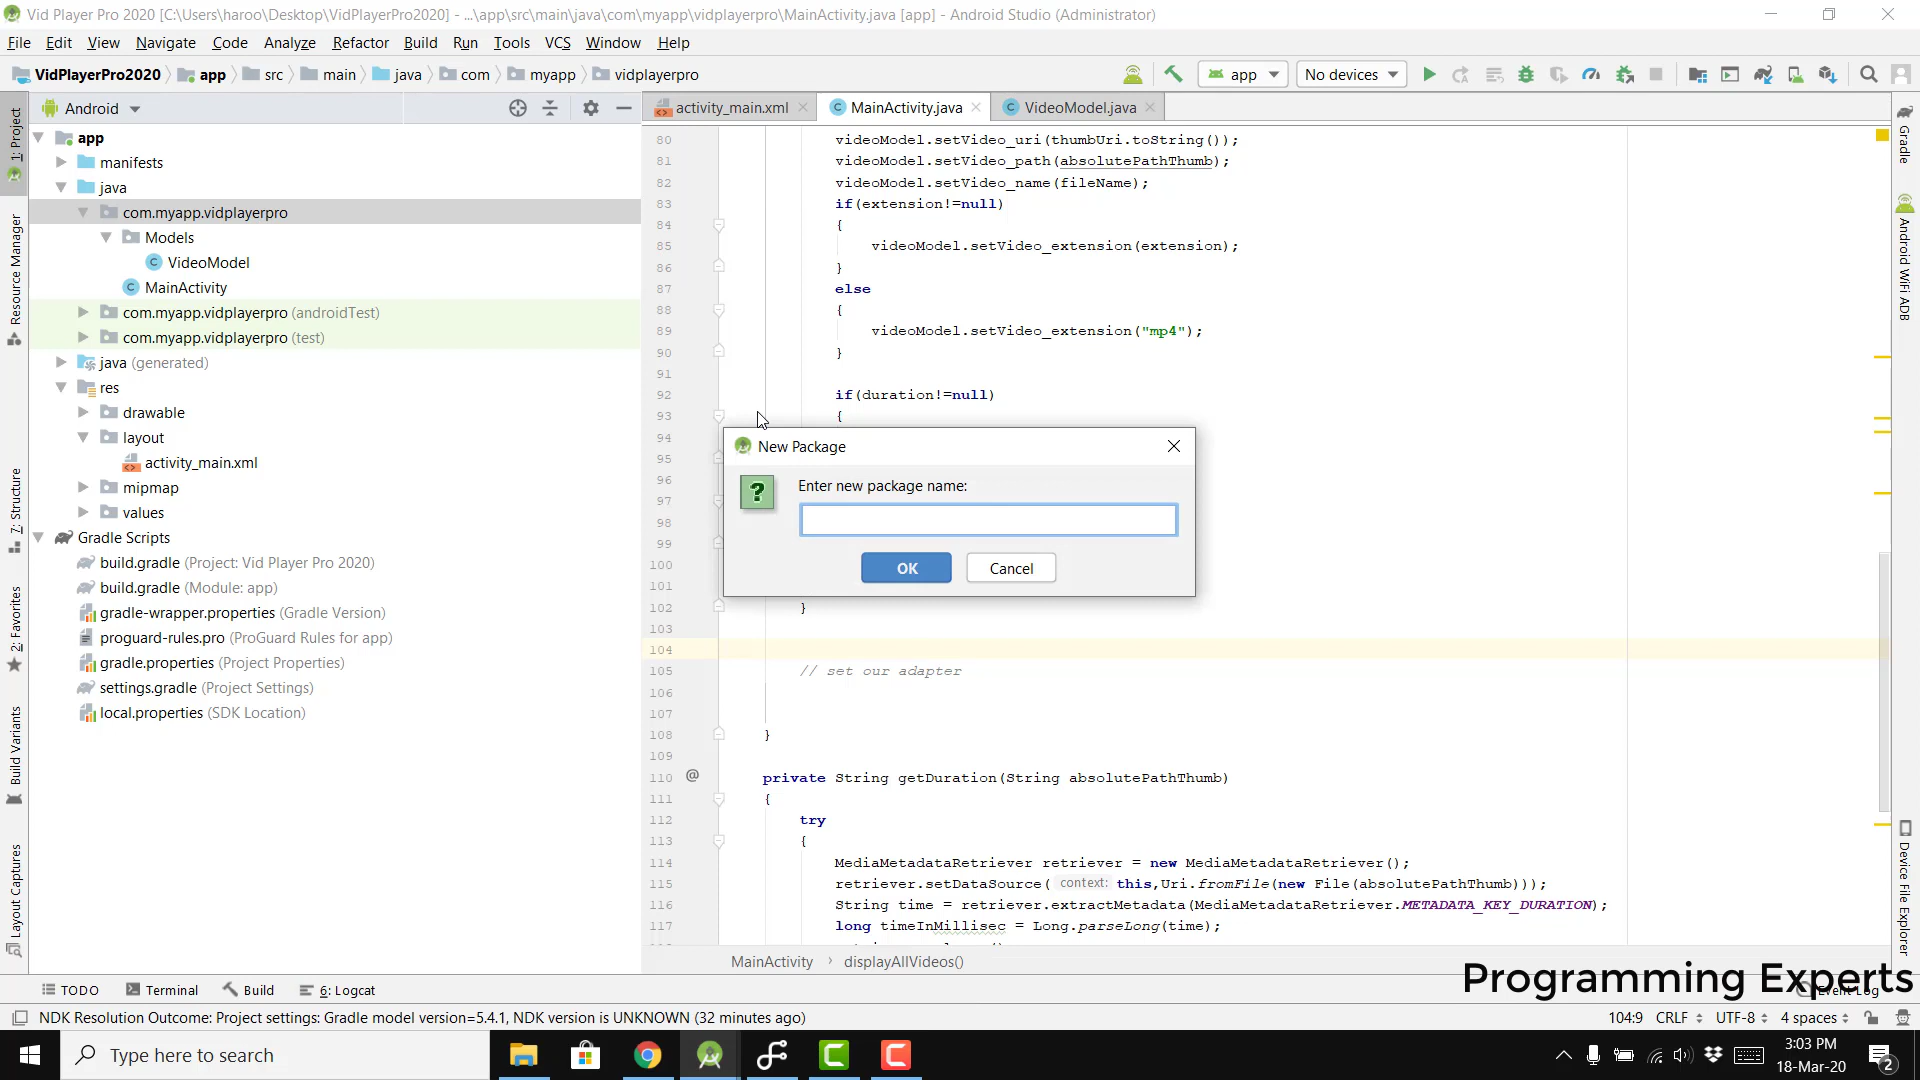 Vid Player Pro 2020 [C:\Users\haroo\Desktop\VidPlayerPro2020] - ...\app\src\main\java\com\myapp\vidplayerpro\MainActivity.java [app] - Android Studio (Administrator)
File Edit View Navigate Code Analyze Refactor Build Run Tools VCS Window Help
VidPlayerPro2020 app src main java com myapp vidplayerpro app No devices
Android activity_main.xml MainActivity.java VideoModel.java
app
manifests
java
com.myapp.vidplayerpro
Models
VideoModel
MainActivity
com.myapp.vidplayerpro (androidTest)
com.myapp.vidplayerpro (test)
java (generated)
res
drawable
layout
activity_main.xml
mipmap
values
Gradle Scripts
build.gradle (Project: Vid Player Pro 2020)
build.gradle (Module: app)
gradle-wrapper.properties (Gradle Version)
proguard-rules.pro (ProGuard Rules for app)
gradle.properties (Project Properties)
settings.gradle (Project Settings)
local.properties (SDK Location)
1: Project
Resource Manager
7: Structure
2: Favorites
Build Variants
Layout Captures
80 videoModel.setVideo_uri(thumbUri.toString());
81 videoModel.setVideo_path(absolutePathThumb);
82 videoModel.setVideo_name(fileName);
83 if(extension!=null)
84 {
85 videoModel.setVideo_extension(extension);
86 }
87 else
88 {
89 videoModel.setVideo_extension("mp4");
90 }
91
92 if(duration!=null)
93 {
94
95
96
97
98
99
100
101
102 }
103
104
105 // set our adapter
106
107
108 }
109
110 @ private String getDuration(String absolutePathThumb)
111 {
112 try
113 {
114 MediaMetadataRetriever retriever = new MediaMetadataRetriever();
115 retriever.setDataSource( context: this,Uri.fromFile(new File(absolutePathThumb)));
116 String time = retriever.extractMetadata(MediaMetadataRetriever.METADATA_KEY_DURATION);
117 long timeInMillisec = Long.parseLong(time);
New Package
Enter new package name:
OK Cancel
Gradle
Android WiFi ADB
Device File Explorer
MainActivity › displayAllVideos()
Programming Experts
TODO Terminal Build 6: Logcat Event Log
NDK Resolution Outcome: Project settings: Gradle model version=5.4.1, NDK version is UNKNOWN (32 minutes ago) 104:9 CRLF UTF-8 4 spaces
Type here to search
3:03 PM
18-Mar-20
2